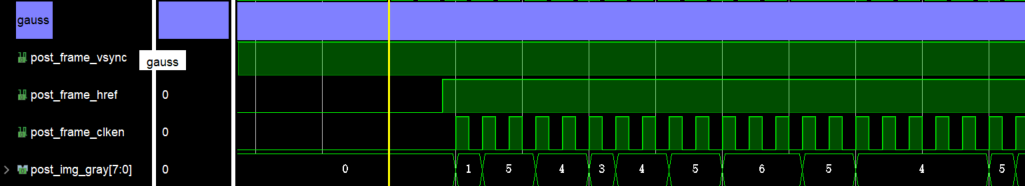 gauss
post_frame_vsync
gauss
post_frame_href 0
post_frame_clken 0
post_img_gray[7:0] 0 0 1 5 4 3 4 5 6 5 4 5